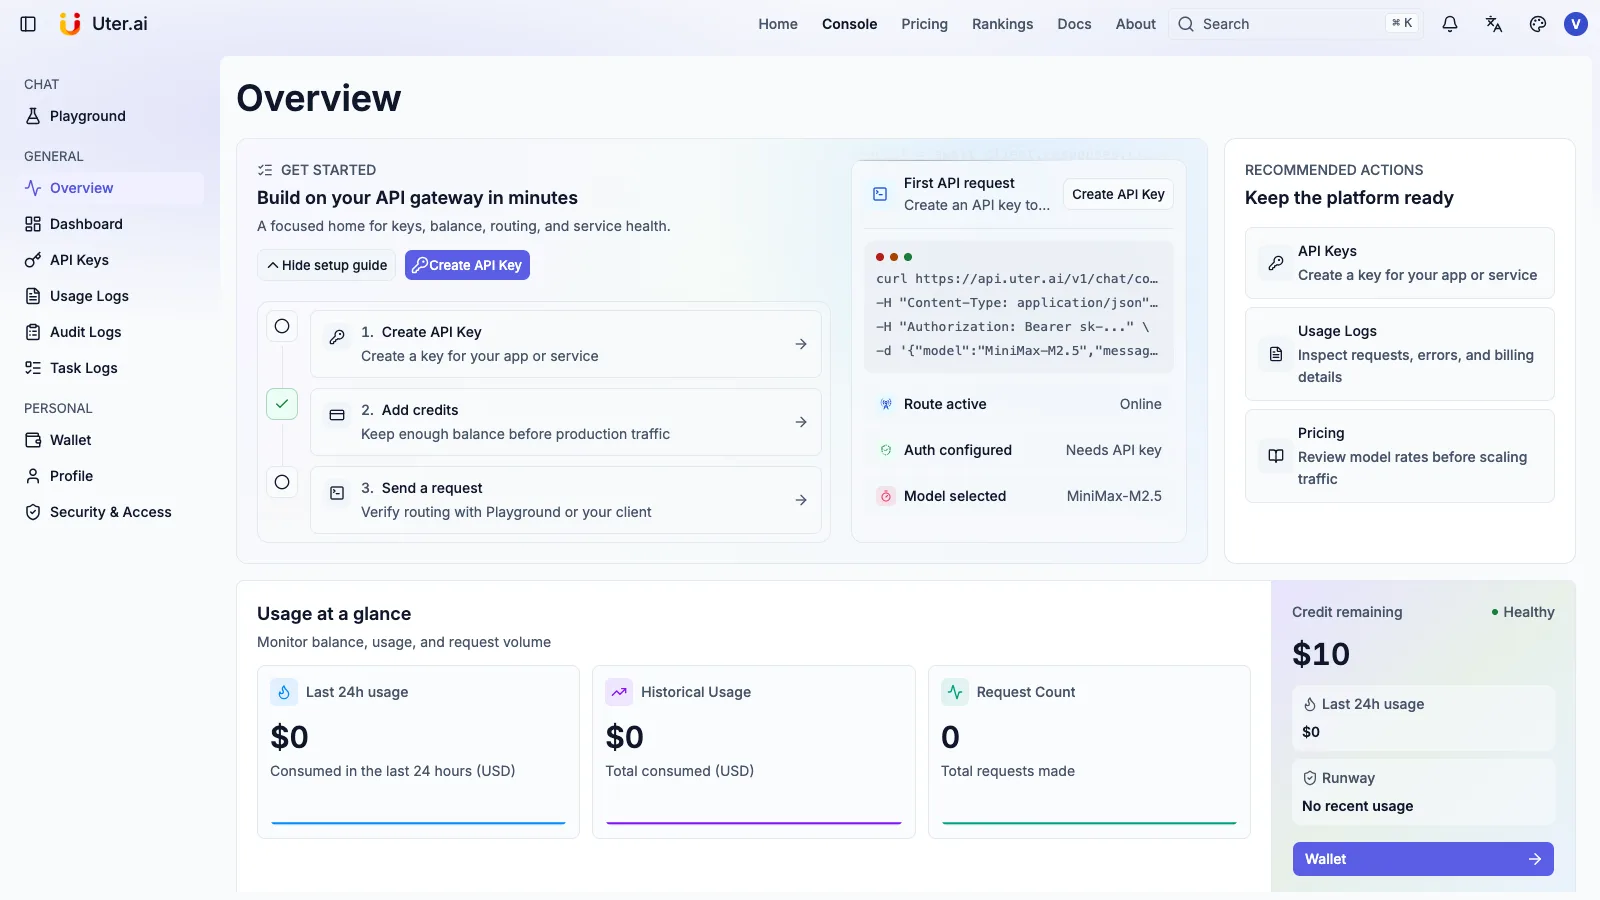 Uter.ai
Home
Console
Pricing
Rankings
Docs
About
Search
⌘ K
V
CHAT
Playground
GENERAL
Overview
Dashboard
API Keys
Usage Logs
Audit Logs
Task Logs
PERSONAL
Wallet
Profile
Security & Access
Overview
GET STARTED
Build on your API gateway in minutes
A focused home for keys, balance, routing, and service health.
Hide setup guide
Create API Key
1. Create API Key
Create a key for your app or service
2. Add credits
Keep enough balance before production traffic
3. Send a request
Verify routing with Playground or your client
First API request
Create an API key to...
Create API Key
curl https://api.uter.ai/v1/chat/co…
-H "Content-Type: application/json"…
-H "Authorization: Bearer sk-..." \
-d '{"model":"MiniMax-M2.5","messag…
Route active
Online
Auth configured
Needs API key
Model selected
MiniMax-M2.5
RECOMMENDED ACTIONS
Keep the platform ready
API Keys
Create a key for your app or service
Usage Logs
Inspect requests, errors, and billing
details
Pricing
Review model rates before scaling
traffic
Usage at a glance
Monitor balance, usage, and request volume
Last 24h usage
$0
Consumed in the last 24 hours (USD)
Historical Usage
$0
Total consumed (USD)
Request Count
0
Total requests made
Credit remaining
Healthy
$10
Last 24h usage
$0
Runway
No recent usage
Wallet